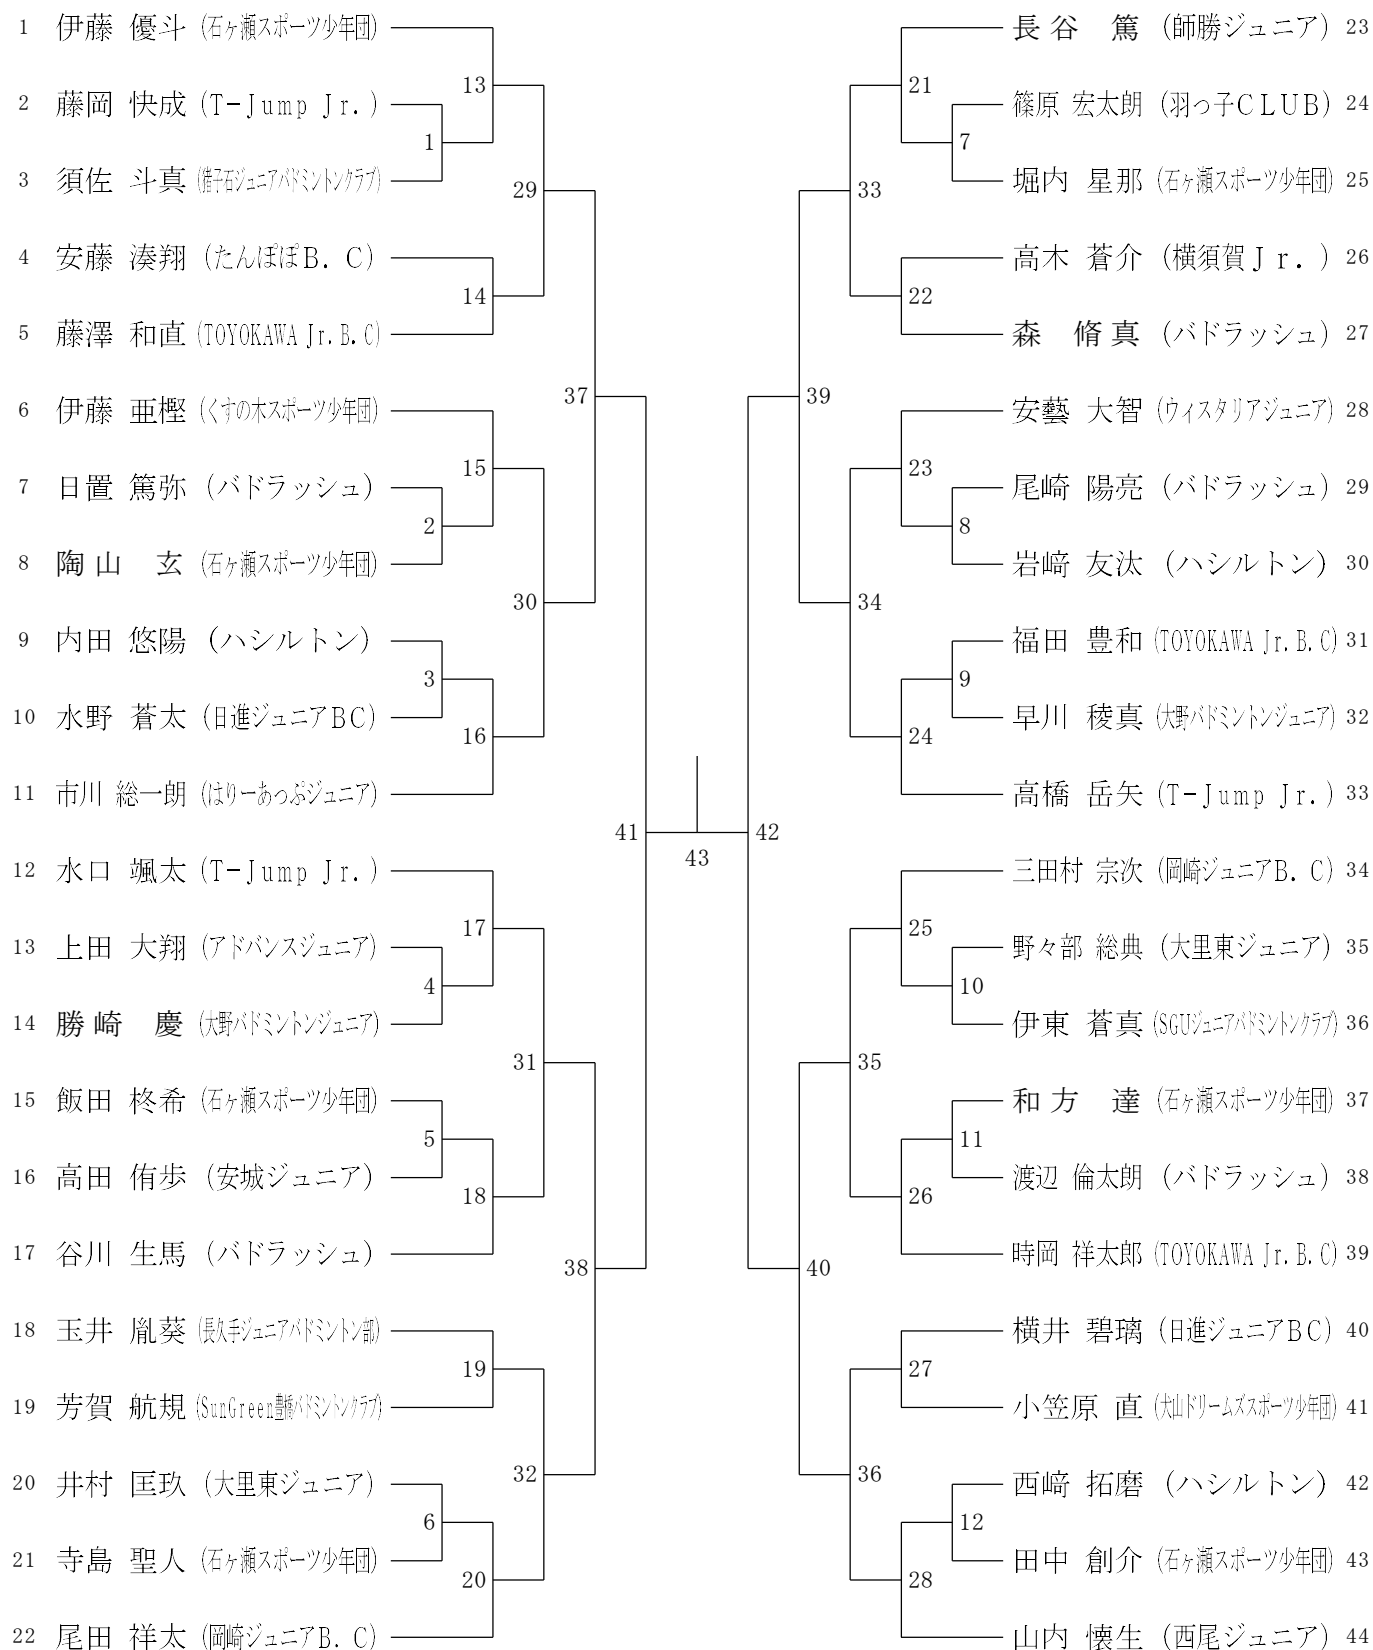 1 伊藤 優斗 (石ヶ瀬スポーツ少年団)
2 藤岡 快成 (T-Jump Jr.)
3 須佐 斗真 (猪子石ジュニアバドミントンクラブ)
4 安藤 湊翔 (たんぽぽB.C)
5 藤澤 和直 (TOYOKAWA Jr.B.C)
6 伊藤 亜樫 (くすの木スポーツ少年団)
7 日置 篤弥 (バドラッシュ)
8 陶山 玄 (石ヶ瀬スポーツ少年団)
9 内田 悠陽 (ハシルトン)
10 水野 蒼太 (日進ジュニアBC)
11 市川 総一朗 (はりーあっぷジュニア)
12 水口 颯太 (T-Jump Jr.)
13 上田 大翔 (アドバンスジュニア)
14 勝崎 慶 (大野バドミントンジュニア)
15 飯田 柊希 (石ヶ瀬スポーツ少年団)
16 高田 侑歩 (安城ジュニア)
17 谷川 生馬 (バドラッシュ)
18 玉井 胤葵 (長久手ジュニアバドミントン部)
19 芳賀 航規 (SunGreen豊橋バドミントンクラブ)
20 井村 匡玖 (大里東ジュニア)
21 寺島 聖人 (石ヶ瀬スポーツ少年団)
22 尾田 祥太 (岡崎ジュニアB.C)
1
2
3
4
5
6
13
14
15
16
17
18
19
20
29
30
31
32
37
38
41
43
42
39
40
33
34
35
36
21
22
23
24
25
26
27
28
7
8
9
10
11
12
長谷 篤 (師勝ジュニア) 23
篠原 宏太朗 (羽っ子CLUB) 24
堀内 星那 (石ヶ瀬スポーツ少年団) 25
高木 蒼介 (横須賀Jr.) 26
森 脩真 (バドラッシュ) 27
安藝 大智 (ウィスタリアジュニア) 28
尾崎 陽亮 (バドラッシュ) 29
岩﨑 友汰 (ハシルトン) 30
福田 豊和 (TOYOKAWA Jr.B.C) 31
早川 稜真 (大野バドミントンジュニア) 32
高橋 岳矢 (T-Jump Jr.) 33
三田村 宗次 (岡崎ジュニアB.C) 34
野々部 総典 (大里東ジュニア) 35
伊東 蒼真 (SGUジュニアバドミントンクラブ) 36
和方 達 (石ヶ瀬スポーツ少年団) 37
渡辺 倫太朗 (バドラッシュ) 38
時岡 祥太郎 (TOYOKAWA Jr.B.C) 39
横井 碧璃 (日進ジュニアBC) 40
小笠原 直 (犬山ドリームズスポーツ少年団) 41
西﨑 拓磨 (ハシルトン) 42
田中 創介 (石ヶ瀬スポーツ少年団) 43
山内 懐生 (西尾ジュニア) 44